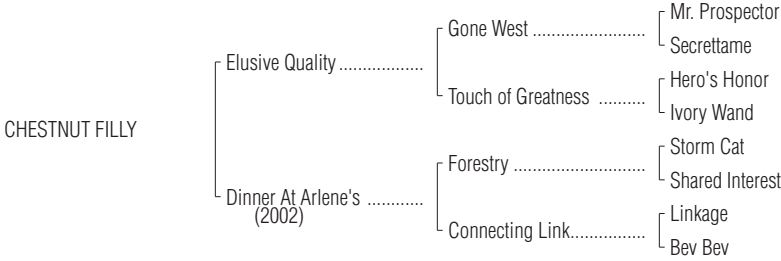 Mr. Prospector
Gone West ........................
Secrettame
Elusive Quality..................
Hero's Honor
Touch of Greatness ..........
Ivory Wand
CHESTNUT FILLY
Storm Cat
Forestry ............................
Shared Interest
Dinner At Arlene's ............
(2002)
Linkage
Connecting Link................
Bev Bev